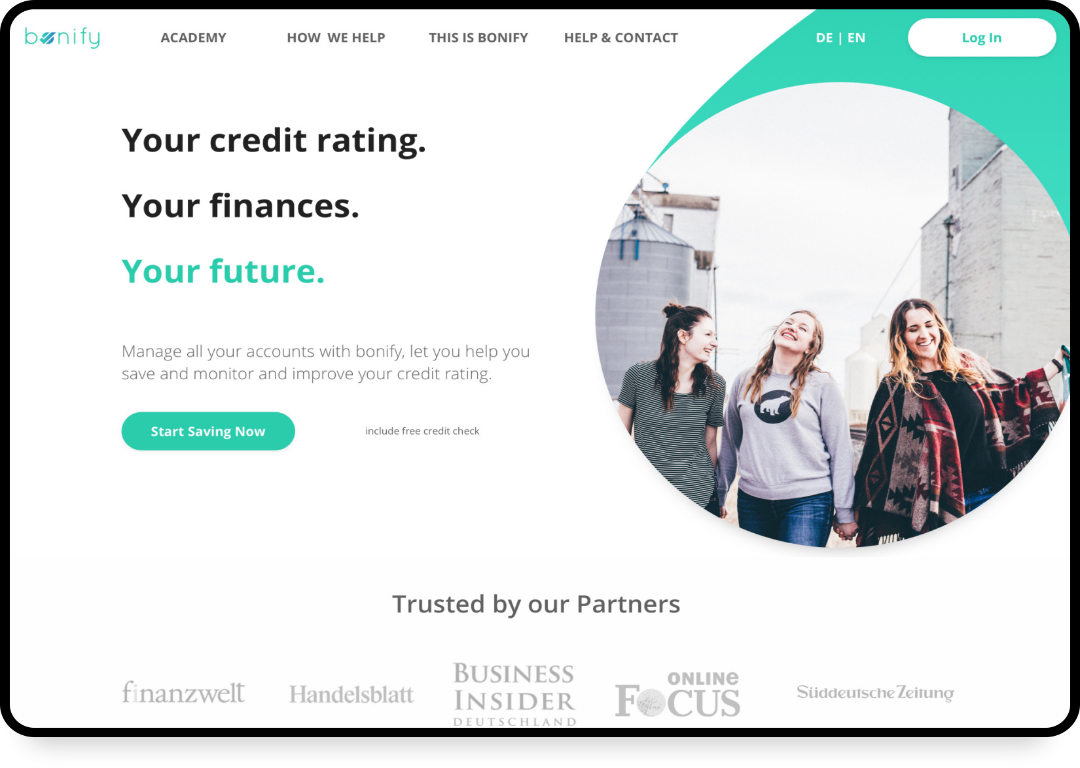 bonify
ACADEMY
HOW WE HELP
THIS IS BONIFY
HELP & CONTACT
DE | EN
Log In
Your credit rating.
Your finances.
Your future.
Manage all your accounts with bonify, let you help you
save and monitor and improve your credit rating.
Start Saving Now
include free credit check
Trusted by our Partners
finanzwelt
Handelsblatt
BUSINESS
INSIDER
DEUTSCHLAND
ONLINE
FOCUS
Süddeutsche Zeitung